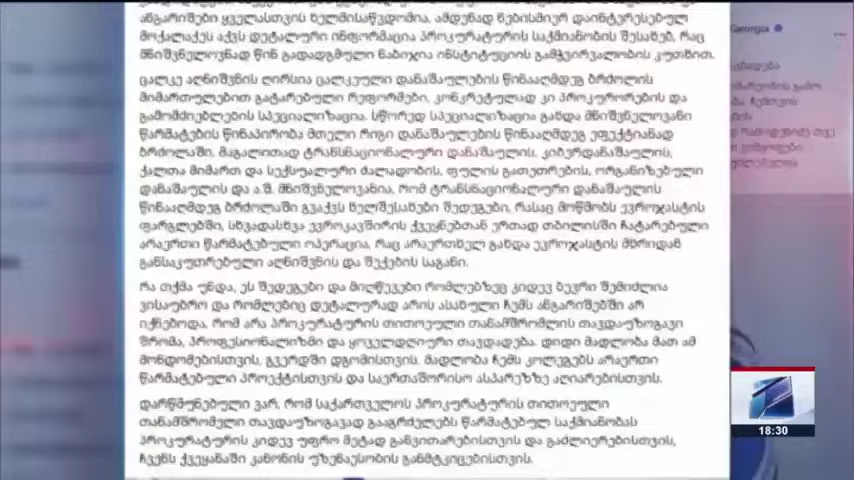 ანგარიშები ყველასთვის ხელმისაწვდომია, ამდენად ნებისმიერ დაინტერესებულ
მოქალაქეს აქვს დეტალური ინფორმაცია პროკურატურის საქმიანობის შესახებ, რაც
მნიშვნელოვნად წინ გადადგმული ნაბიჯია ინსტიტუციის გამჭვირვალობის კუთხით.
ცალკე აღნიშვნის ღირსია ცალკეული დანაშაულების წინააღმდეგ ბრძოლის
მიმართულებით გატარებული რეფორმები, კონკრეტულად კი პროკურორების და
გამომძიებლების სპეციალიზაცია. სწორედ სპეციალიზაცია გახდა მნიშვნელოვანი
წარმატების წინაპირობა მთელი რიგი დანაშაულების წინააღმდეგ ეფექტიანად
ბრძოლაში, მაგალითად ტრანსნაციონალური დანაშაულის, კიბერდანაშაულის,
ქალთა მიმართ და სექსუალური ძალადობის, ფულის გათეთრების, ორგანიზებული
დანაშაულის და ა.შ. მნიშვნელოვანია, რომ ტრანსნაციონალური დანაშაულის
წინააღმდეგ ბრძოლაში გვაქვს ხელშესახები შედეგები, რასაც მოწმობს ევროჯასტის
ფარგლებში, სხვადასხვა ევროკავშირის ქვეყნებთან ერთად თბილისში ჩატარებული
არაერთი წარმატებული ოპერაცია, რაც არაერთხელ გახდა ევროჯასტის მხრიდან
განსაკუთრებული აღნიშვნის და შექების საგანი.
რა თქმა უნდა, ეს შედეგები და მიღწევები რომლებზეც კიდევ ბევრი შემიძლია
ვისაუბრო და რომლებიც დეტალურად არის ასახული ჩემს ანგარიშებში არ
იქნებოდა, რომ არა პროკურატურის თითოეული თანამშრომლის თავდაუზოგავი
შრომა, პროფესიონალიზმი და ყოველდღიური თავდადება. დიდი მადლობა მათ ამ
მონდომებისთვის, გვერდში დგომისთვის. მადლობა ჩემს კოლეგებს არაერთი
წარმატებული პროექტისთვის და საერთაშორისო ასპარეზზე აღიარებისთვის.
დარწმუნებული ვარ, რომ საქართველოს პროკურატურის თითოეული
თანამშრომელი თავდაუზოგავად გააგრძელებს წარმატებულ საქმიანობას
პროკურატურის კიდევ უფრო მეტად განვითარებისთვის და გაძლიერებისთვის,
ჩვენს ქვეყანაში კანონის უზენაესობის განმტკიცებისთვის.
Georgia
18:30